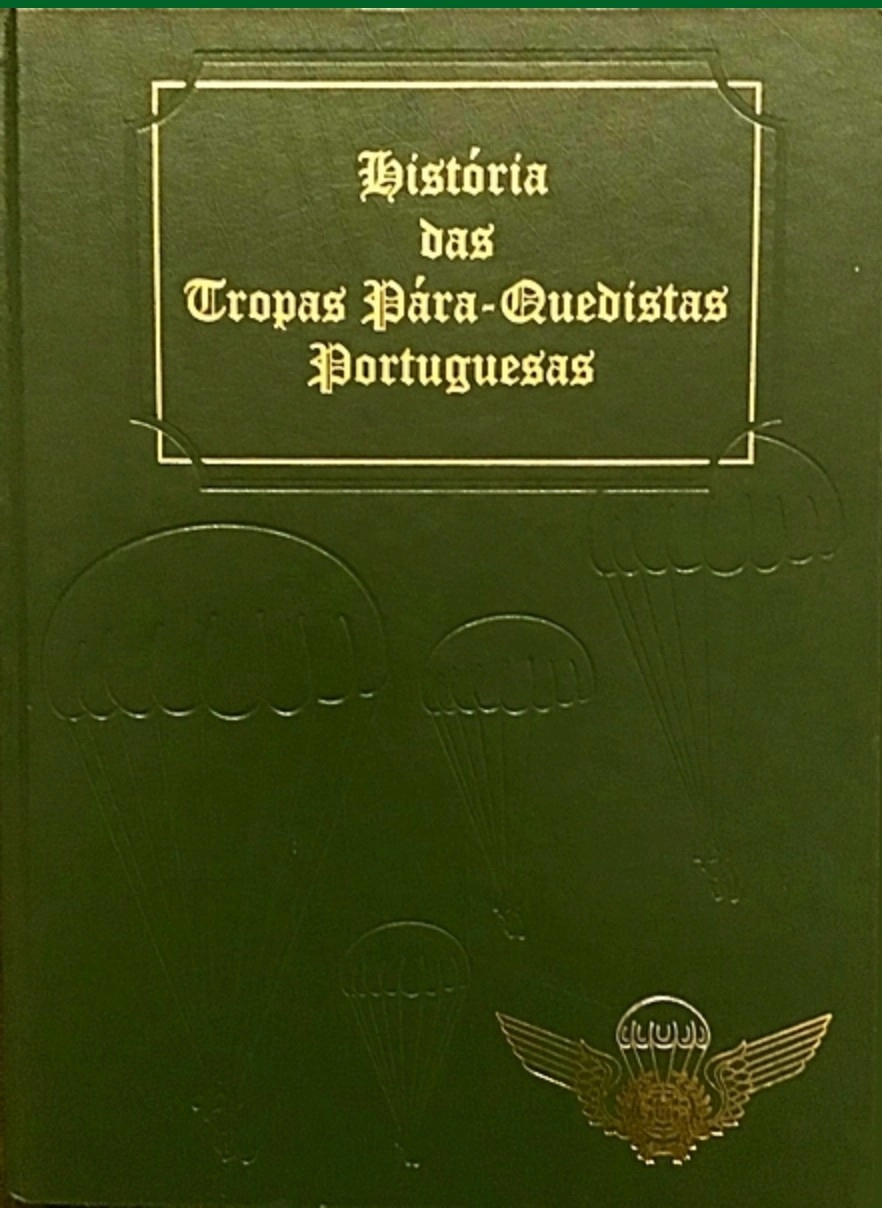 História
das
Tropas Pára-Quedistas
Portuguesas